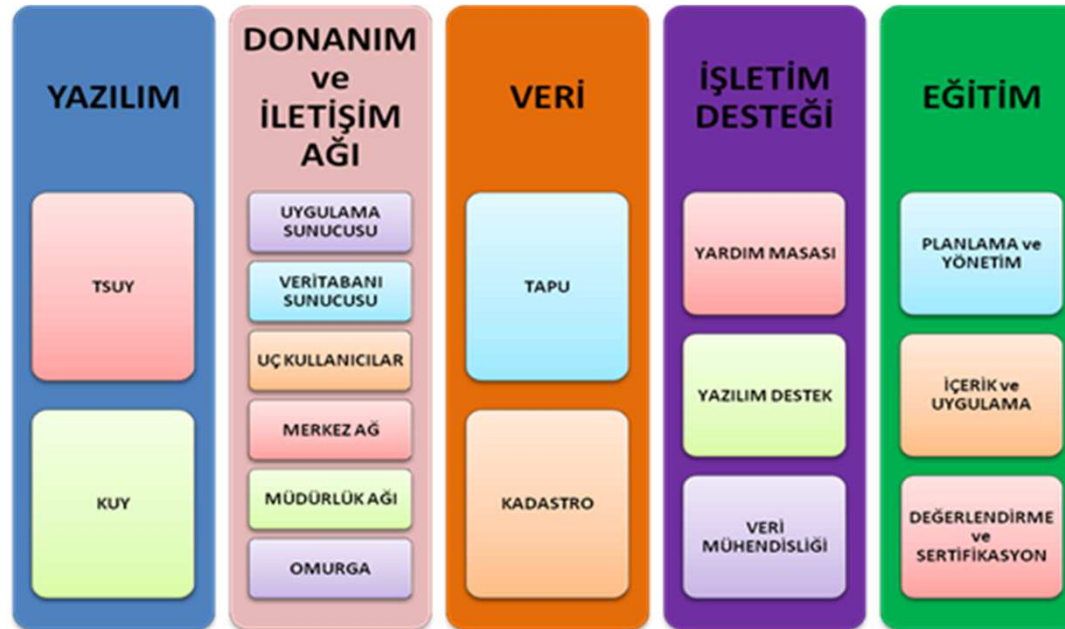 YAZILIM
TSUY
KUY
DONANIM
ve
İLETİŞİM
AĞI
UYGULAMA
SUNUCUSU
VERİTABANI
SUNUCUSU
UÇ KULLANICILAR
MERKEZ AĞ
MÜDÜRLÜK AĞI
OMURGA
VERİ
TAPU
KADASTRO
İŞLETİM
DESTEĞİ
YARDIM MASASI
YAZILIM DESTEK
VERİ
MÜHENDİSLİĞİ
EĞİTİM
PLANLAMA ve
YÖNETİM
İÇERİK ve
UYGULAMA
DEĞERLENDİRME
ve
SERTİFİKASYON